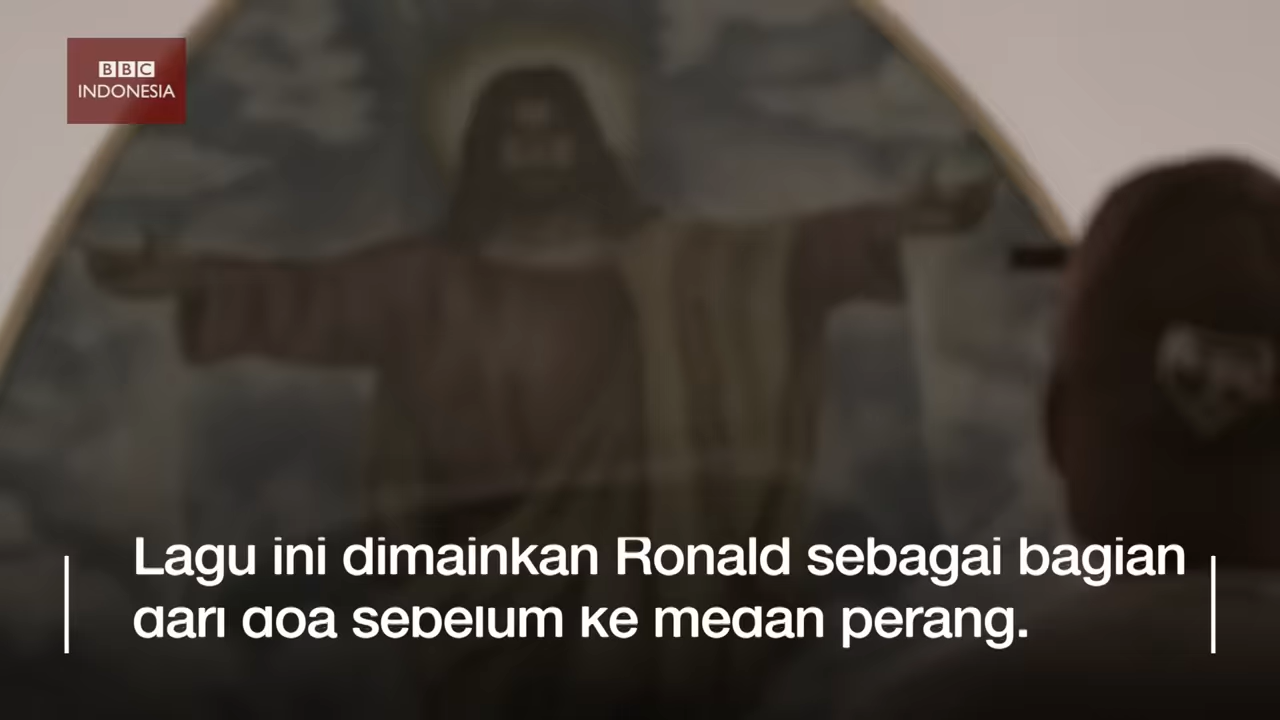 BBC
INDONESIA
Lagu ini dimainkan Ronald sebagai bagian
dari doa sebelum ke medan perang.